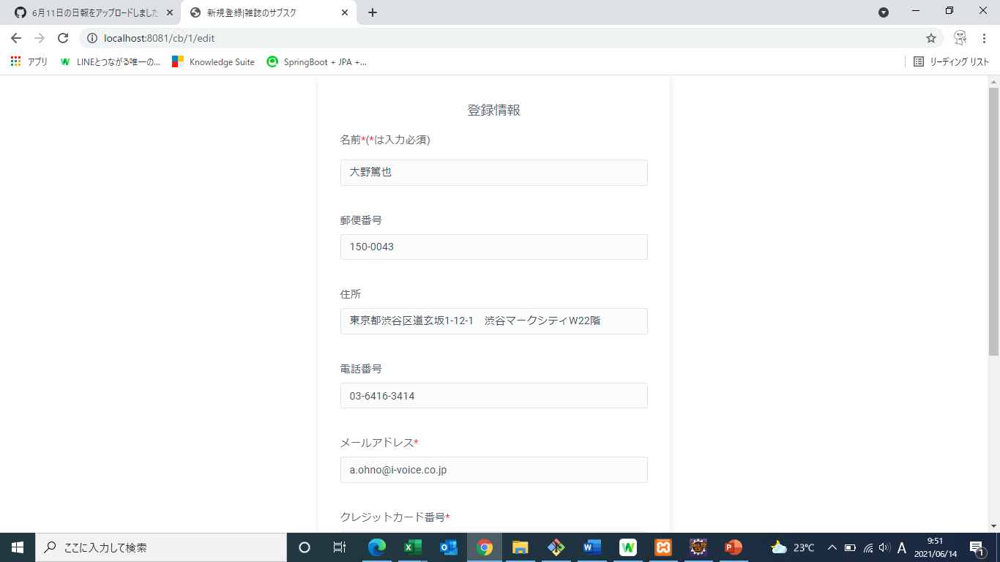 6月11日の日報をアップロードしました
新規登録|雑誌のサブスク
localhost:8081/cb/1/edit
アプリ
LINEとつながる唯一の...
Knowledge Suite
SpringBoot + JPA +...
リーディング リスト
登録情報
名前*(*は入力必須)
大野篤也
郵便番号
150-0043
住所
東京都渋谷区道玄坂1-12-1　渋谷マークシティW22階
電話番号
03-6416-3414
メールアドレス*
a.ohno@i-voice.co.jp
クレジットカード番号*
ここに入力して検索
23°C
A
9:51
2021/06/14
1